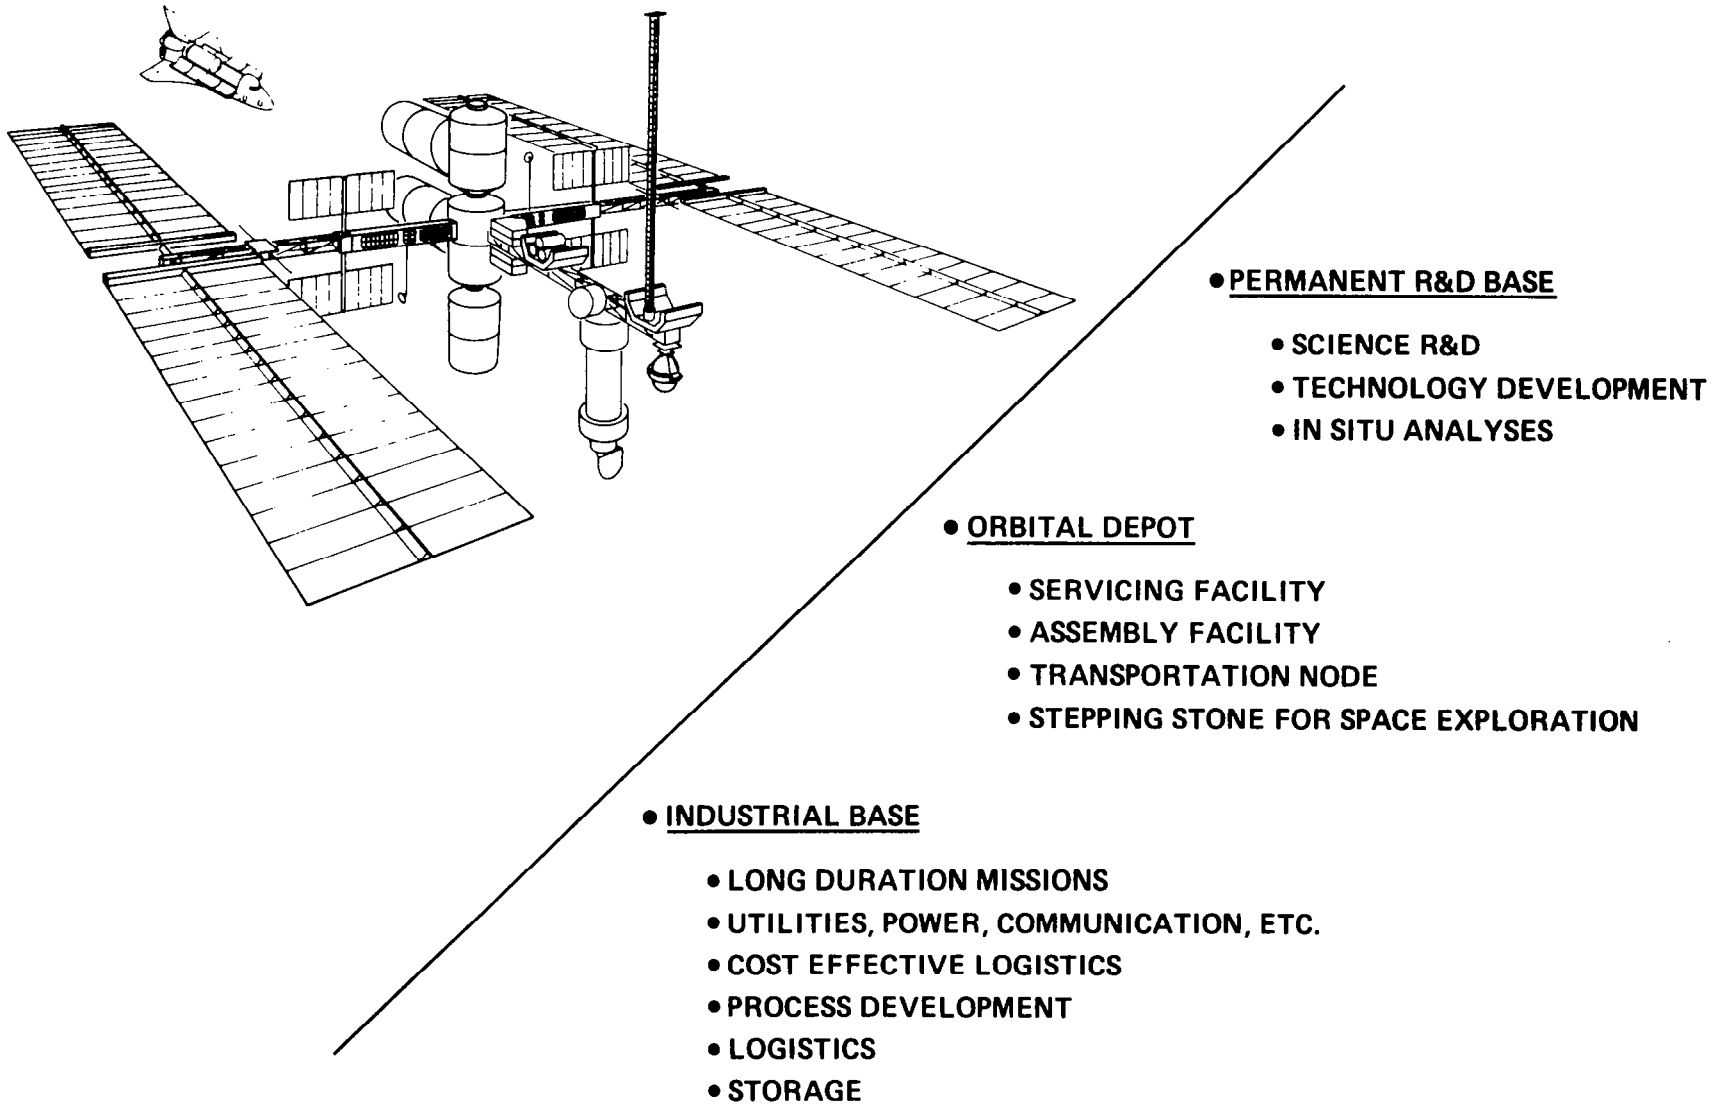 • PERMANENT R&D BASE
• SCIENCE R&D
• TECHNOLOGY DEVELOPMENT
• IN SITU ANALYSES
• ORBITAL DEPOT
• SERVICING FACILITY
• ASSEMBLY FACILITY
• TRANSPORTATION NODE
• STEPPING STONE FOR SPACE EXPLORATION
• INDUSTRIAL BASE
• LONG DURATION MISSIONS
• UTILITIES, POWER, COMMUNICATION, ETC.
• COST EFFECTIVE LOGISTICS
• PROCESS DEVELOPMENT
• LOGISTICS
• STORAGE